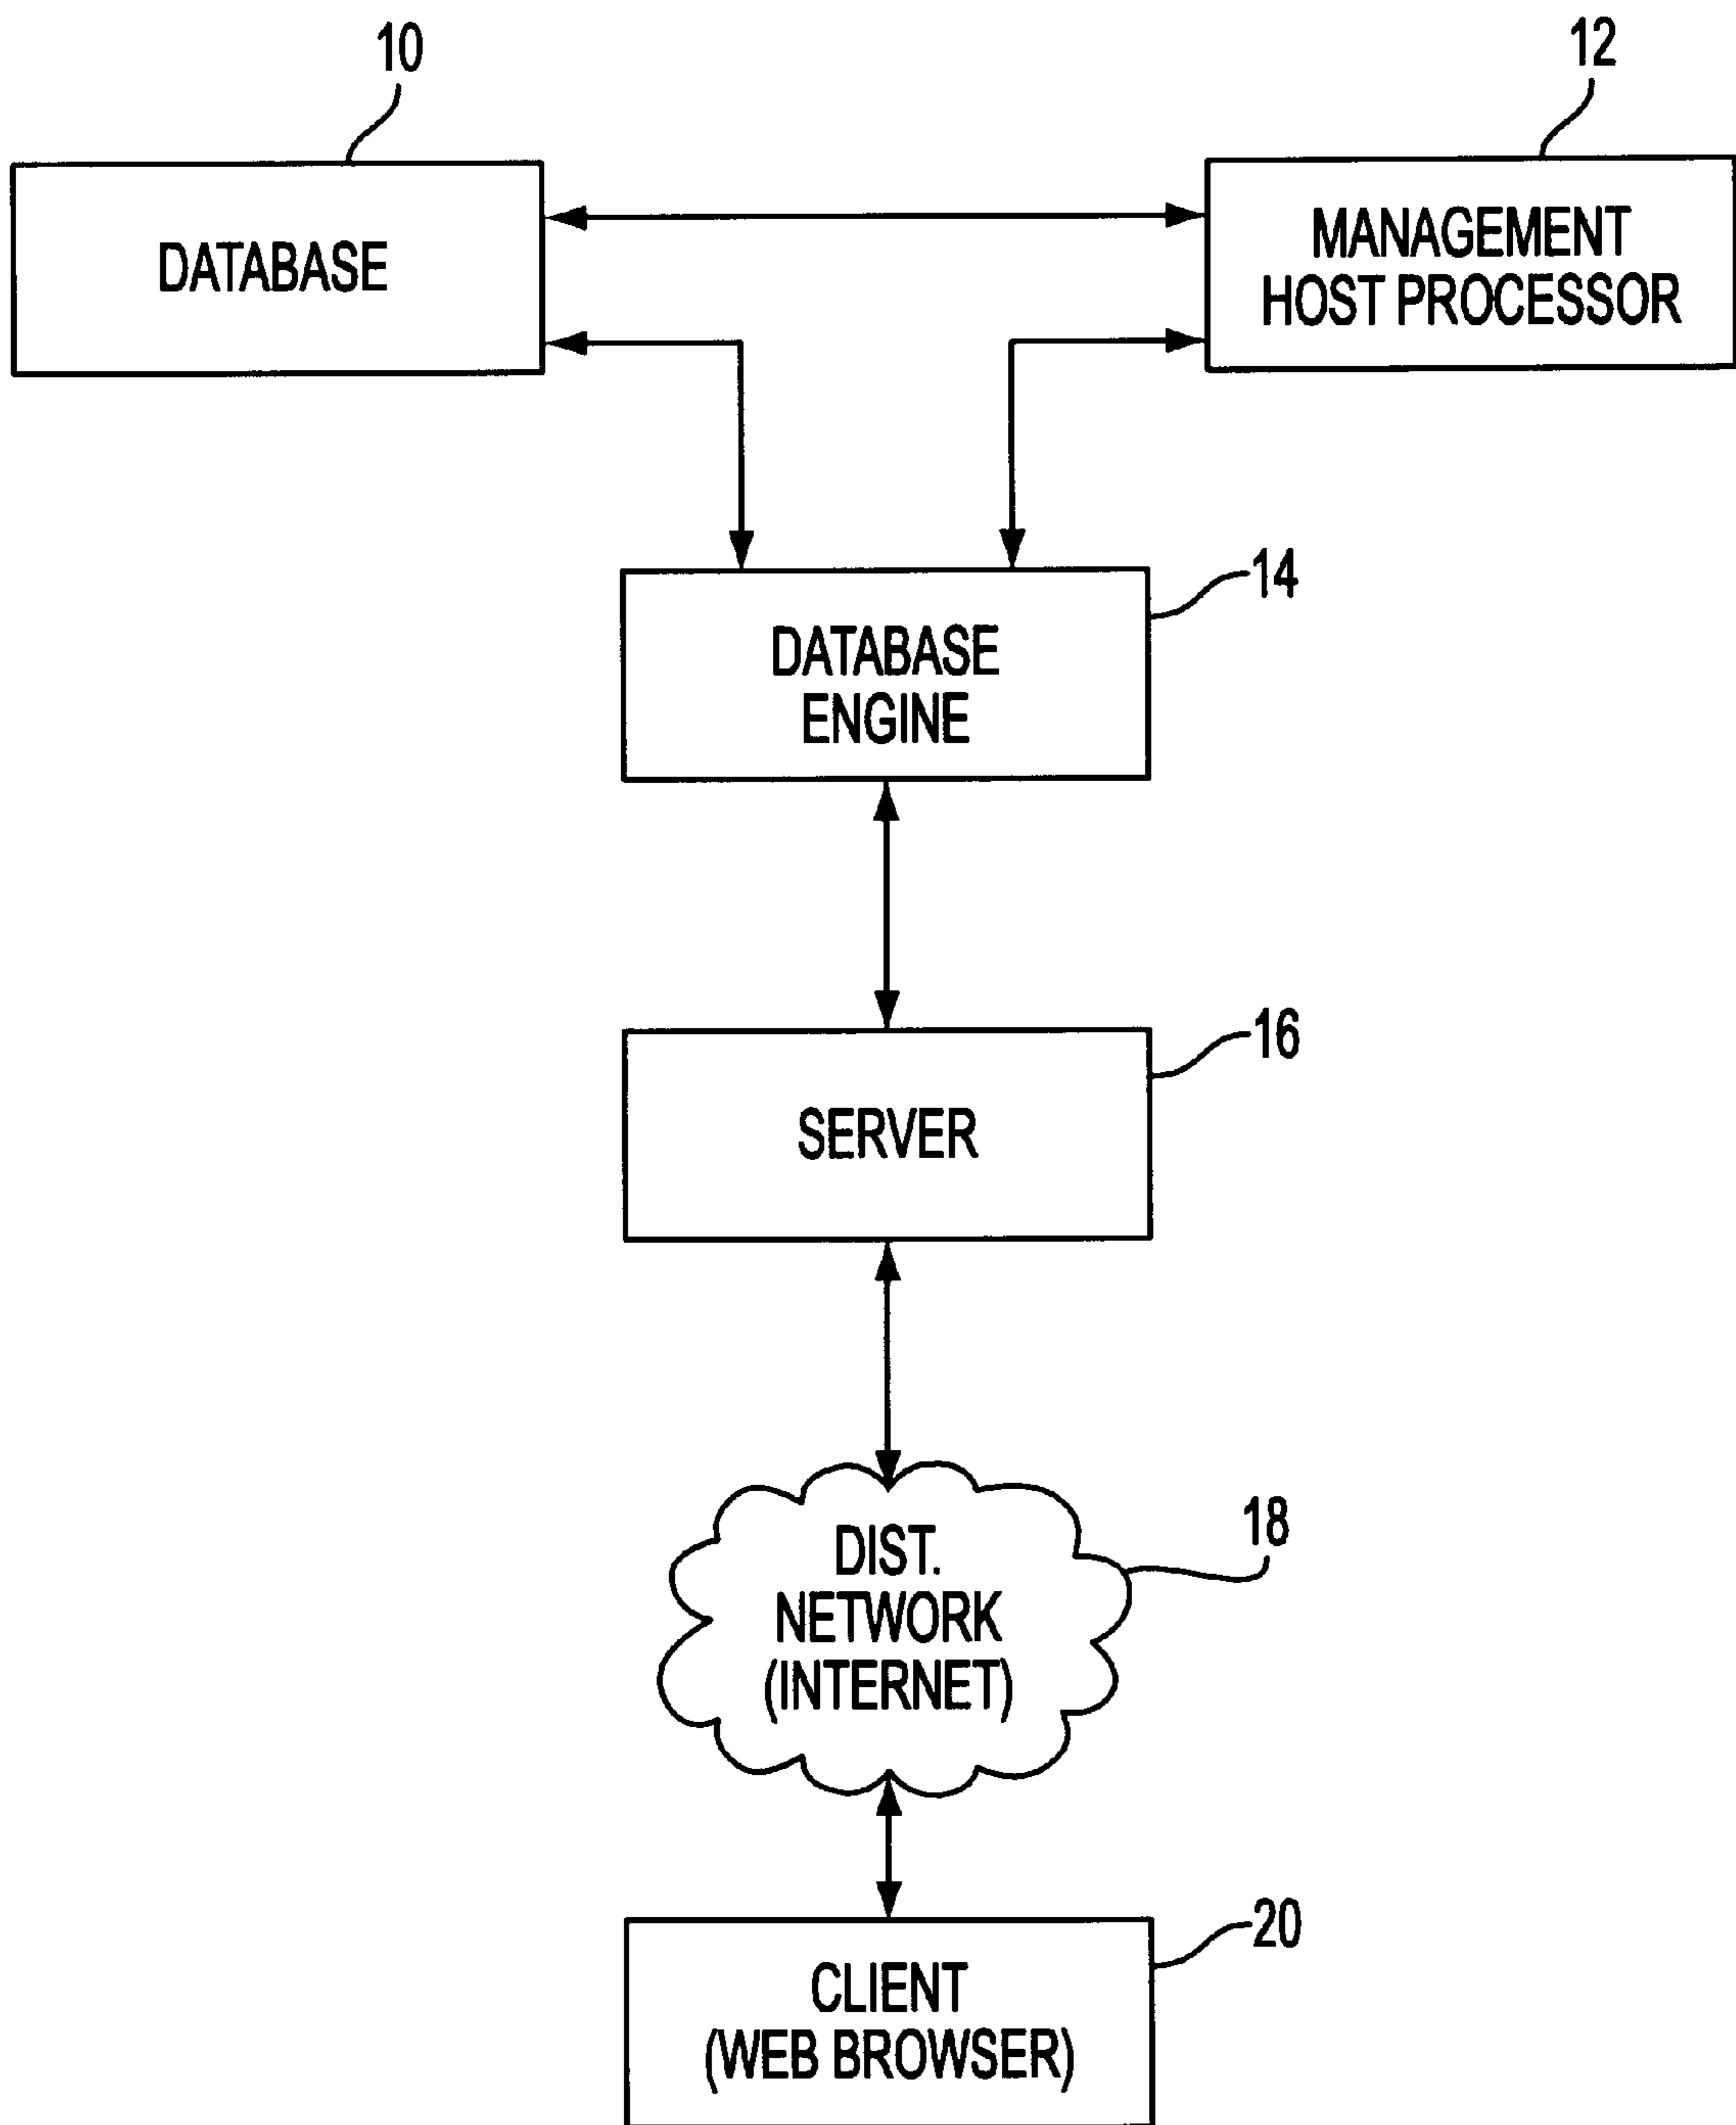 10
12
DATABASE
MANAGEMENT
HOST PROCESSOR
14
DATABASE
ENGINE
16
SERVER
18
DIST.
NETWORK
(INTERNET)
20
CLIENT
(WEB BROWSER)